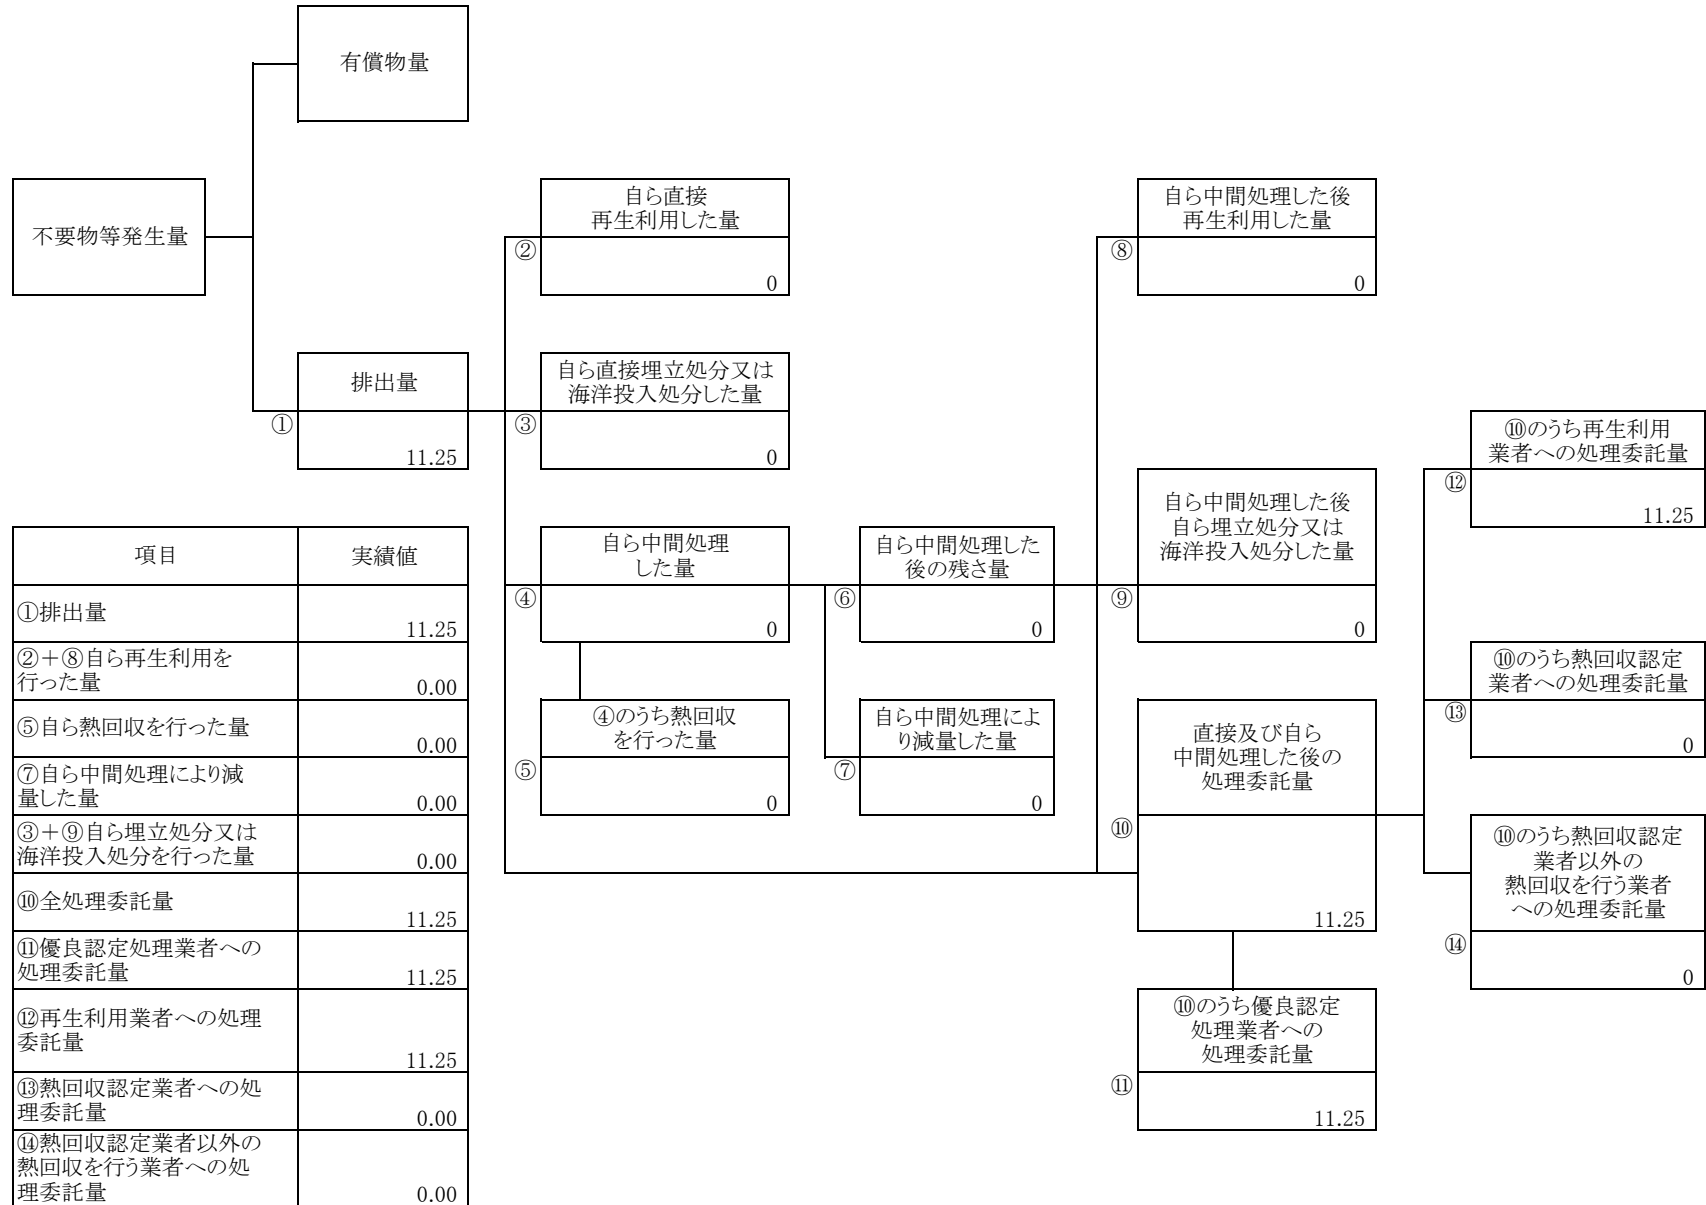 有償物量
不要物等発生量
自ら直接
再生利用した量
②
0
自ら中間処理した後
再生利用した量
⑧
0
排出量
①
11.25
自ら直接埋立処分又は
海洋投入処分した量
③
0
⑩のうち再生利用
業者への処理委託量
⑫
11.25
自ら中間処理
した量
④
0
自ら中間処理した
後の残さ量
⑥
0
自ら中間処理した後
自ら埋立処分又は
海洋投入処分した量
⑨
0
⑩のうち熱回収認定
業者への処理委託量
⑬
0
④のうち熱回収
を行った量
⑤
0
自ら中間処理によ
り減量した量
⑦
0
直接及び自ら
中間処理した後の
処理委託量
⑩
11.25
⑩のうち熱回収認定
業者以外の
熱回収を行う業者
への処理委託量
⑭
0
⑩のうち優良認定
処理業者への
処理委託量
⑪
11.25
項目 実績値
①排出量 11.25
②+⑧自ら再生利用を
行った量 0.00
⑤自ら熱回収を行った量 0.00
⑦自ら中間処理により減
量した量 0.00
③+⑨自ら埋立処分又は
海洋投入処分を行った量 0.00
⑩全処理委託量 11.25
⑪優良認定処理業者への
処理委託量 11.25
⑫再生利用業者への処理
委託量 11.25
⑬熱回収認定業者への処
理委託量 0.00
⑭熱回収認定業者以外の
熱回収を行う業者への処
理委託量 0.00